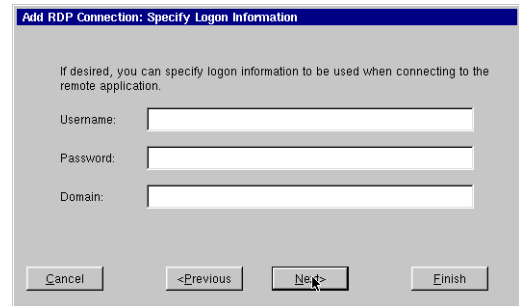 Add RDP Connection: Specify Logon Information
If desired, you can specify logon information to be used when connecting to the
remote application.
Username:
Password:
Domain:
Cancel <Previous Next> Finish